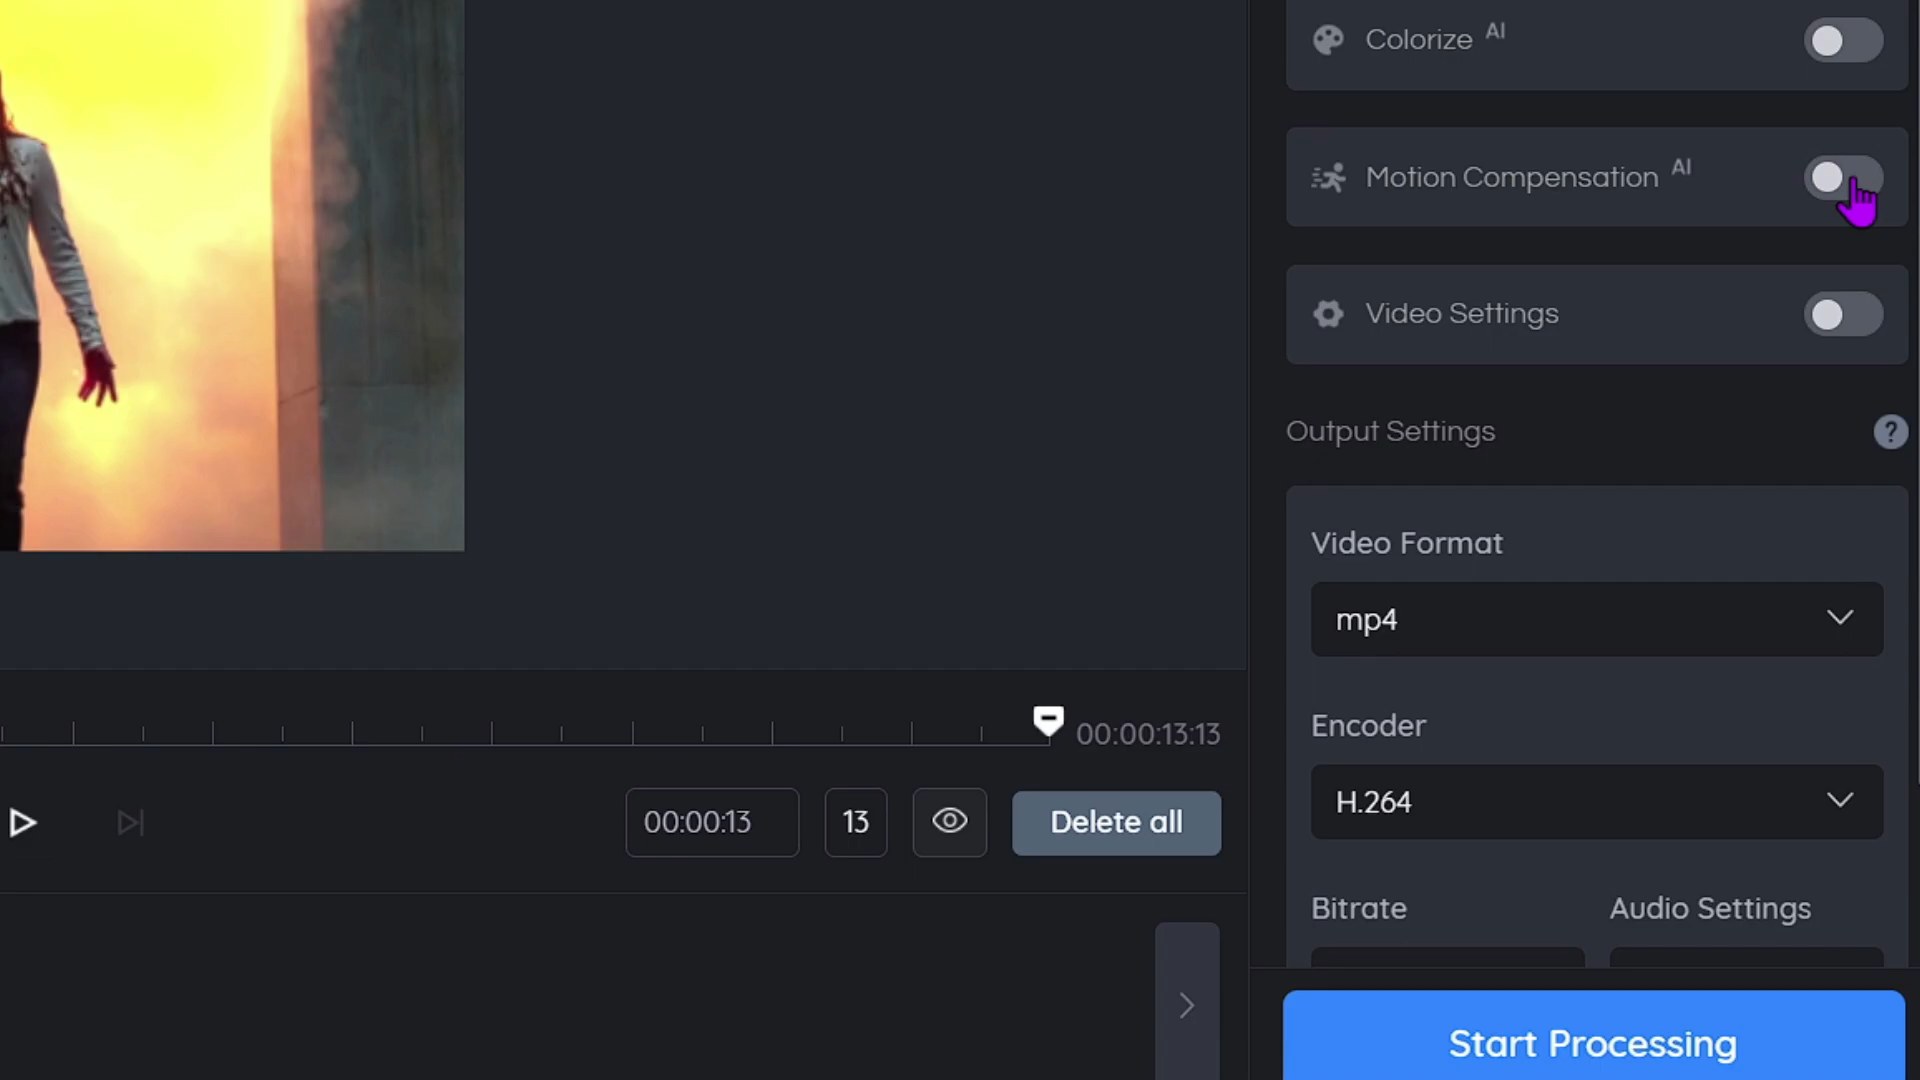 Colorize AI
Motion Compensation AI
Video Settings
Output Settings ?
Video Format
mp4
Encoder
H.264
Bitrate Audio Settings
Start Processing
00:00:13:13
00:00:13 13 Delete all